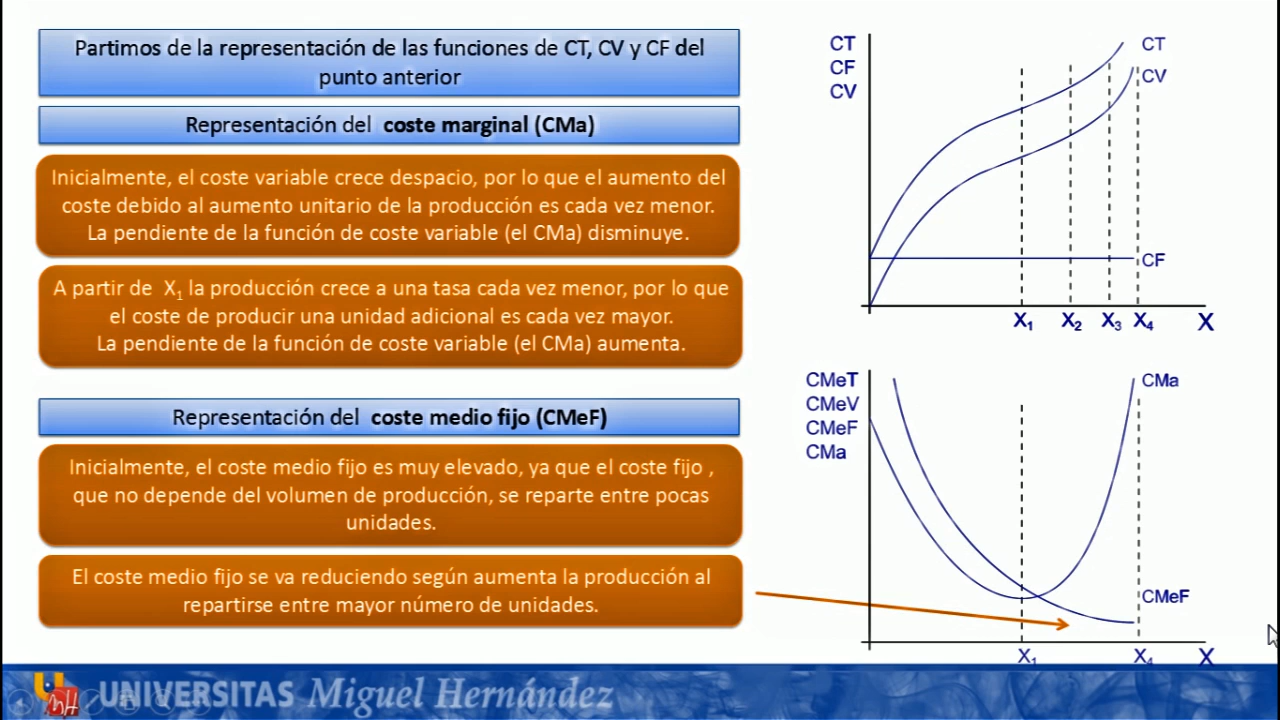 Partimos de la representación de las funciones de CT, CV y CF del
punto anterior
Representación del coste marginal (CMa)
Inicialmente, el coste variable crece despacio, por lo que el aumento del
coste debido al aumento unitario de la producción es cada vez menor.
La pendiente de la función de coste variable (el CMa) disminuye.
A partir de X1 la producción crece a una tasa cada vez menor, por lo que
el coste de producir una unidad adicional es cada vez mayor.
La pendiente de la función de coste variable (el CMa) aumenta.
Representación del coste medio fijo (CMeF)
Inicialmente, el coste medio fijo es muy elevado, ya que el coste fijo ,
que no depende del volumen de producción, se reparte entre pocas
unidades.
El coste medio fijo se va reduciendo según aumenta la producción al
repartirse entre mayor número de unidades.
CT
CF
CV
CT
CV
CF
X1 X2 X3 X4 X
CMeT
CMeV
CMeF
CMa
CMa
CMeF
X1 X4 X
UNIVERSITAS Miguel Hernández